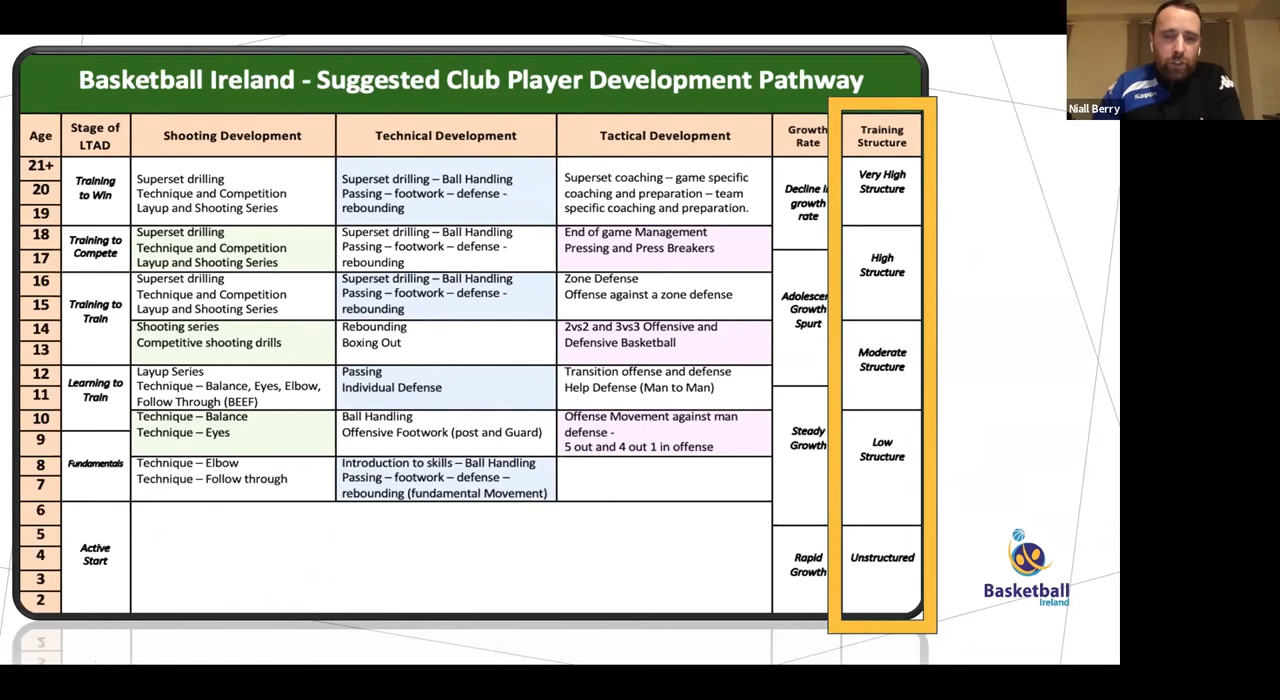 Niall Berry
Basketball Ireland - Suggested Club Player Development Pathway
Age
Stage of
LTAD
Shooting Development
Technical Development
Tactical Development
Growth
Rate
Training
Structure
21+
20
19
Training
to Win
Superset drilling
Technique and Competition
Layup and Shooting Series
Superset drilling – Ball Handling
Passing – footwork – defense -
rebounding
Superset coaching – game specific
coaching and preparation – team
specific coaching and preparation.
Decline in
growth
rate
Very High
Structure
18
17
Training to
Compete
Superset drilling
Technique and Competition
Layup and Shooting Series
Superset drilling – Ball Handling
Passing – footwork – defense -
rebounding
End of game Management
Pressing and Press Breakers
High
Structure
16
15
Training to
Train
Superset drilling
Technique and Competition
Layup and Shooting Series
Superset drilling – Ball Handling
Passing – footwork – defense -
rebounding
Zone Defense
Offense against a zone defense
Adolescen
Growth
Spurt
14
13
Shooting series
Competitive shooting drills
Rebounding
Boxing Out
2vs2 and 3vs3 Offensive and
Defensive Basketball
Moderate
Structure
12
11
Learning to
Train
Layup Series
Technique – Balance, Eyes, Elbow,
Follow Through (BEEF)
Passing
Individual Defense
Transition offense and defense
Help Defense (Man to Man)
10
9
Technique – Balance
Technique – Eyes
Ball Handling
Offensive Footwork (post and Guard)
Offense Movement against man
defense -
5 out and 4 out 1 in offense
Steady
Growth
Low
Structure
8
7
Fundamentals
Technique – Elbow
Technique – Follow through
Introduction to skills – Ball Handling
Passing – footwork – defense –
rebounding (fundamental Movement)
6
5
4
3
2
Active
Start
Rapid
Growth
Unstructured
Basketball
Ireland